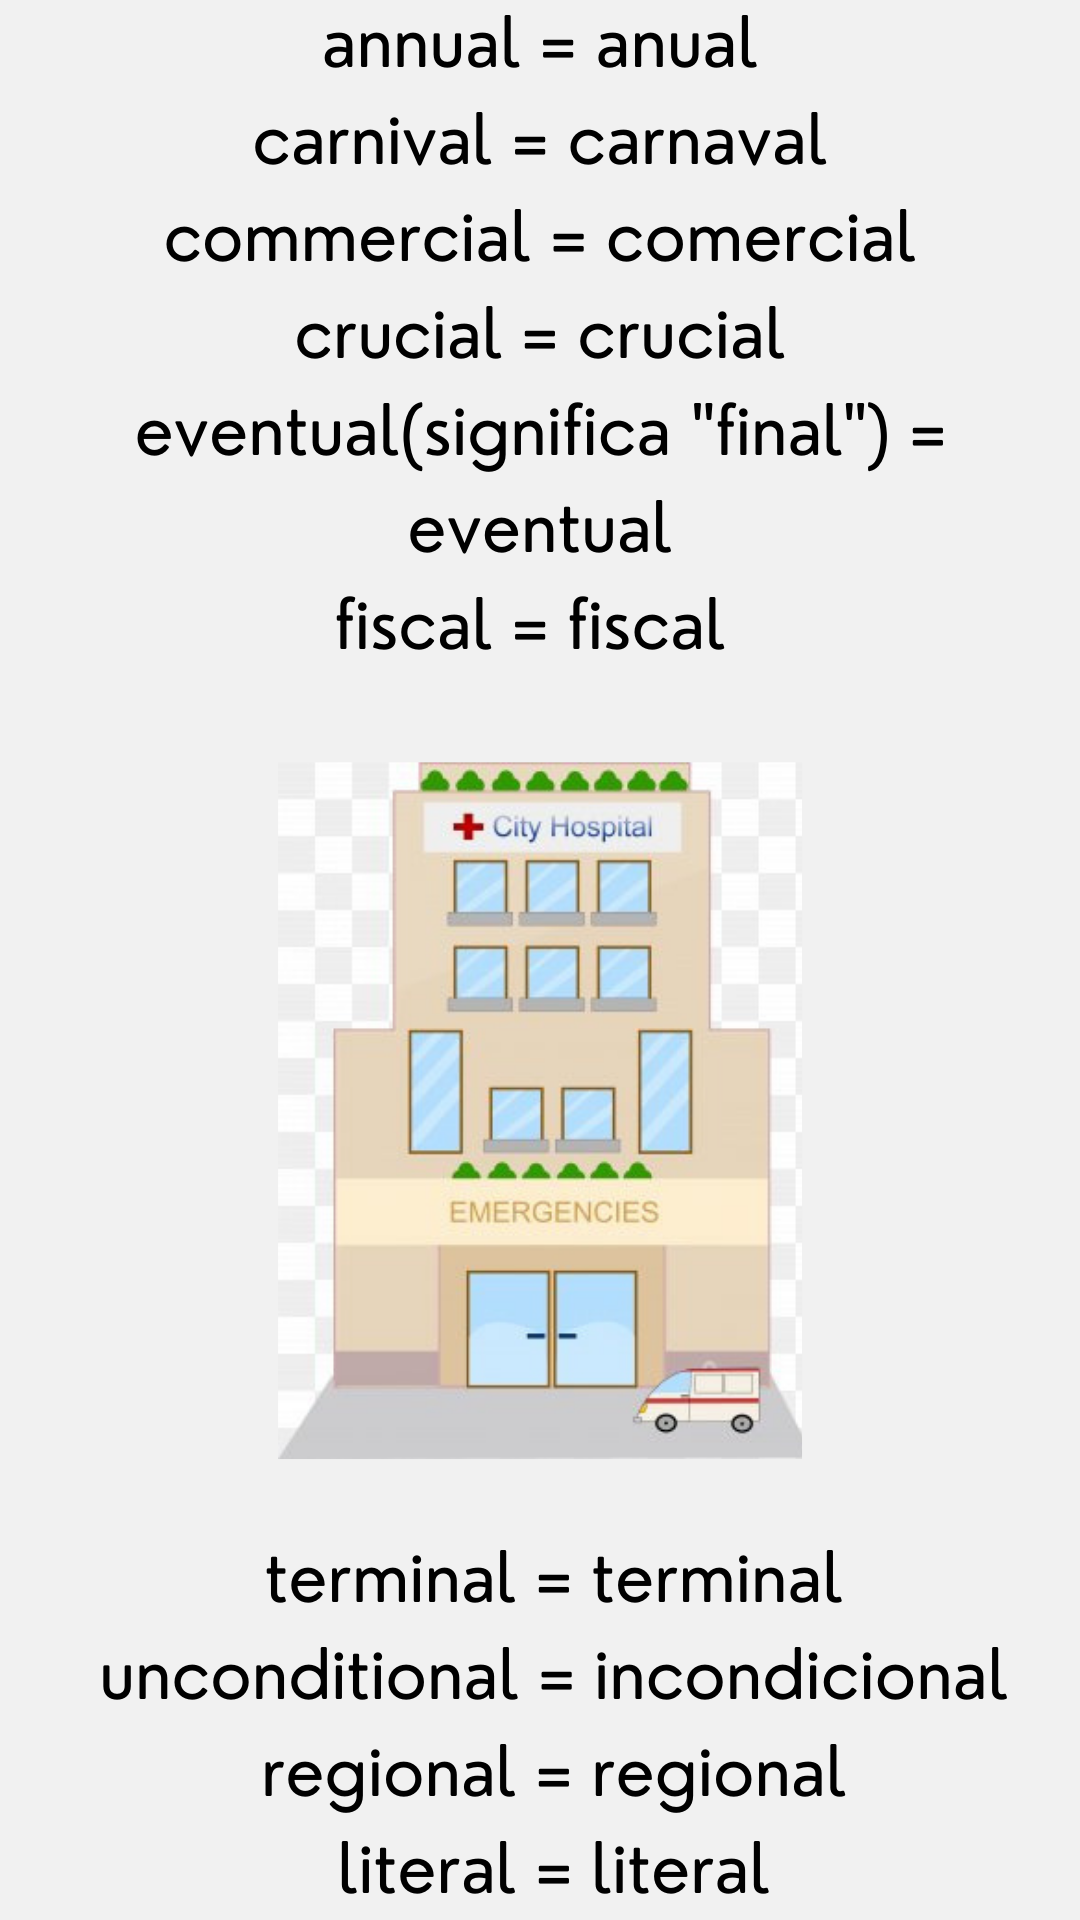 annual = anual
carnival = carnaval
commercial = comercial
crucial = crucial
eventual(significa "final") =
eventual
fiscal = fiscal
City Hospital
EMERGENCIES
terminal = terminal
unconditional = incondicional
regional = regional
literal = literal